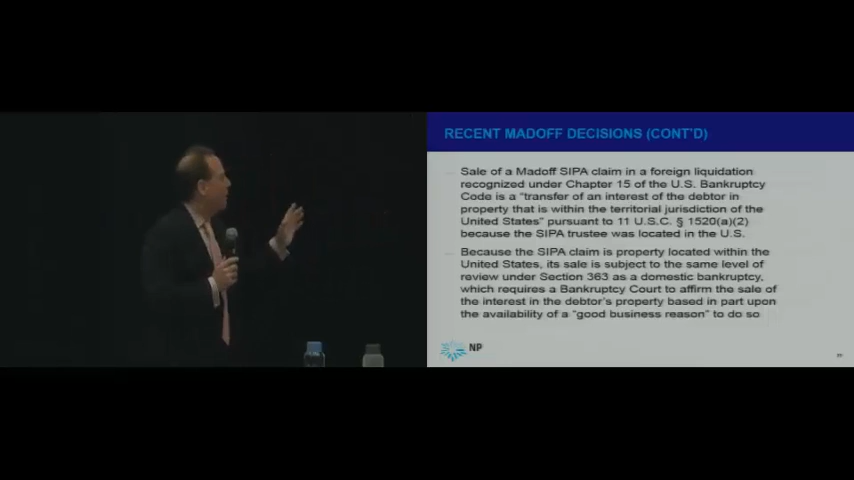 RECENT MADOFF DECISIONS (CONT'D)
Sale of a Madoff SIPA claim in a foreign liquidation
recognized under Chapter 15 of the U.S. Bankruptcy
Code is a "transfer of an interest of the debtor in
property that is within the territorial jurisdiction of the
United States" pursuant to 11 U.S.C. § 1520(a)(2)
because the SIPA trustee was located in the U.S.
Because the SIPA claim is property located within the
United States, its sale is subject to the same level of
review under Section 363 as a domestic bankruptcy,
which requires a Bankruptcy Court to affirm the sale of
the interest in the debtor's property based in part upon
the availability of a "good business reason" to do so
NP